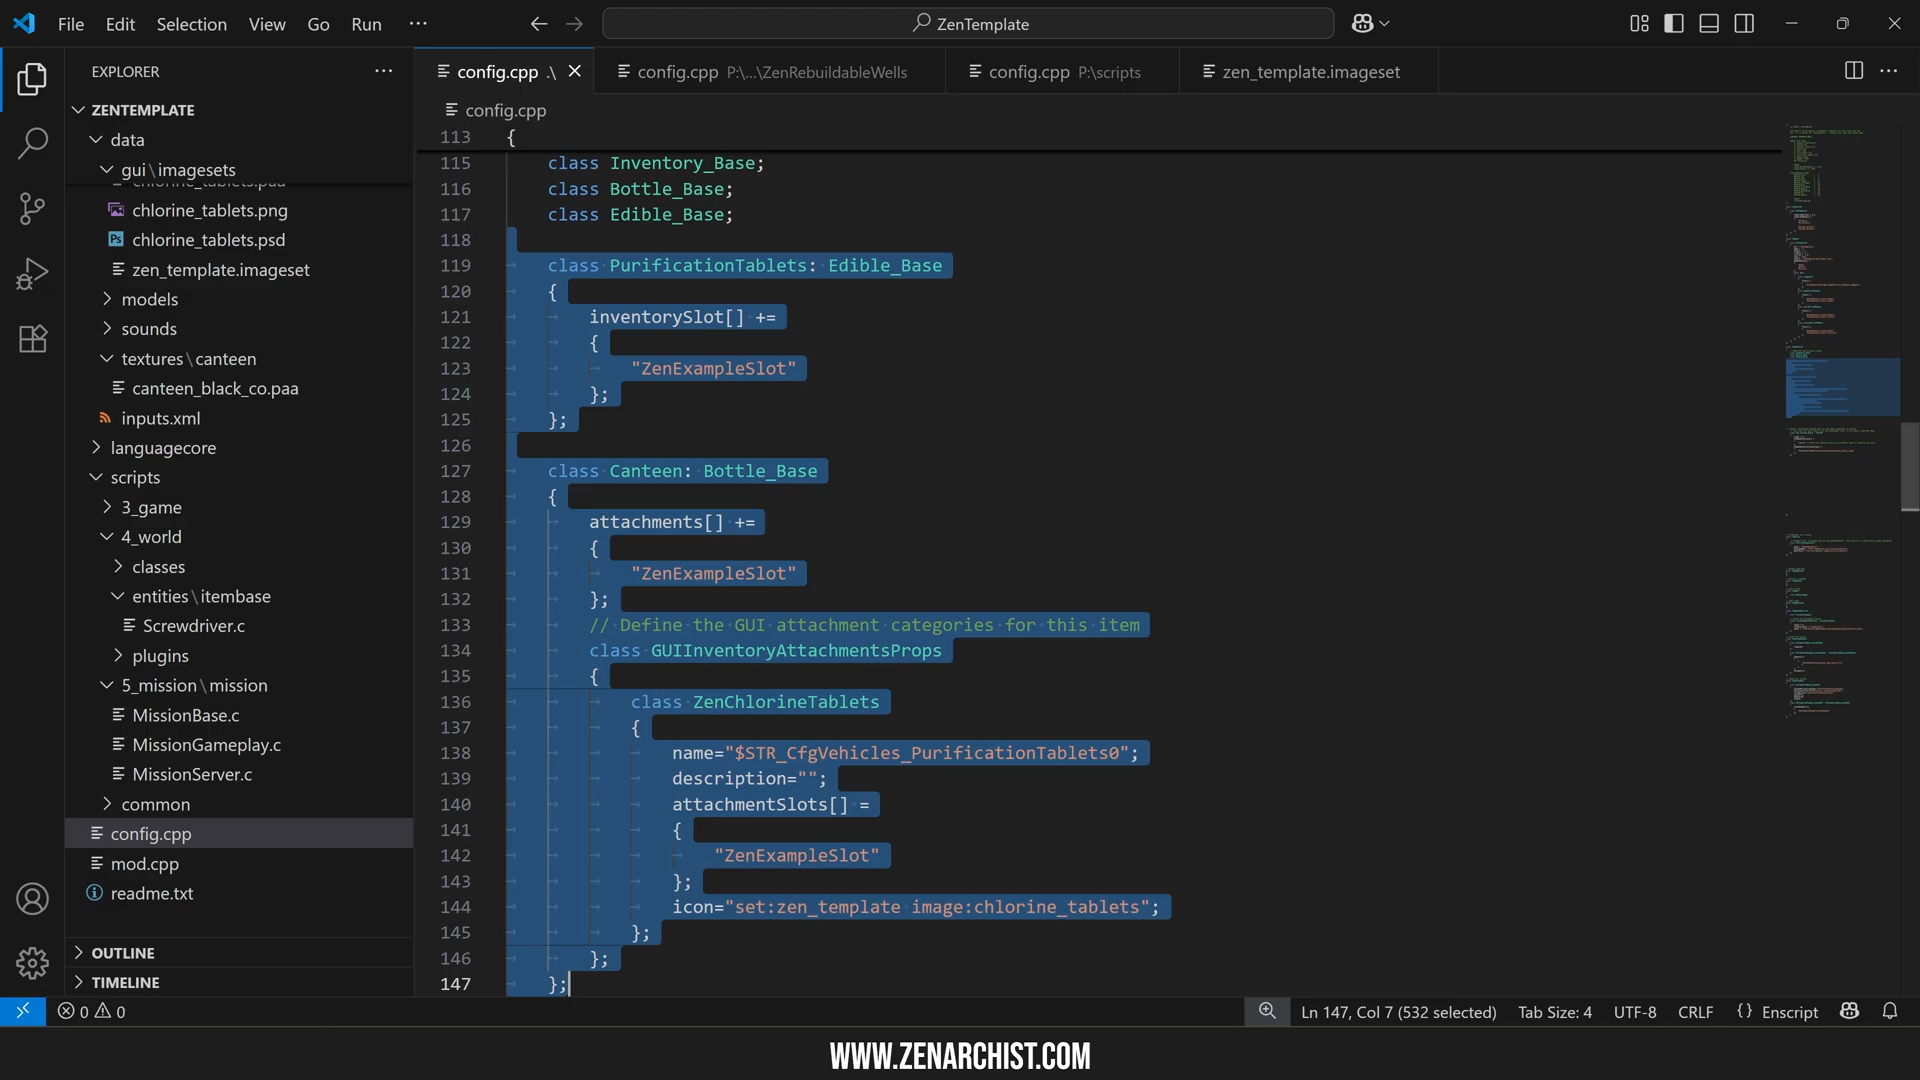 File Edit Selection View Go Run ···
ZenTemplate
EXPLORER
ZENTEMPLATE
data
gui\imagesets
chlorine_tablets.paa
chlorine_tablets.png
chlorine_tablets.psd
zen_template.imageset
models
sounds
textures\canteen
canteen_black_co.paa
inputs.xml
languagecore
scripts
3_game
4_world
classes
entities\itembase
Screwdriver.c
plugins
5_mission\mission
MissionBase.c
MissionGameplay.c
MissionServer.c
common
config.cpp
mod.cpp
readme.txt
OUTLINE
TIMELINE
config.cpp .\
config.cpp P:\...\ZenRebuildableWells
config.cpp P:\scripts
zen_template.imageset
config.cpp
113 {
115 class Inventory_Base;
116 class Bottle_Base;
117 class Edible_Base;
118
119 class PurificationTablets: Edible_Base
120 {
121 inventorySlot[] +=
122 {
123 "ZenExampleSlot"
124 };
125 };
126
127 class Canteen: Bottle_Base
128 {
129 attachments[] +=
130 {
131 "ZenExampleSlot"
132 };
133 // Define the GUI attachment categories for this item
134 class GUIInventoryAttachmentsProps
135 {
136 class ZenChlorineTablets
137 {
138 name="$STR_CfgVehicles_PurificationTablets0";
139 description="";
140 attachmentSlots[] =
141 {
142 "ZenExampleSlot"
143 };
144 icon="set:zen_template image:chlorine_tablets";
145 };
146 };
147 };
0 0
Ln 147, Col 7 (532 selected) Tab Size: 4 UTF-8 CRLF {} Enscript
WWW.ZENARCHIST.COM